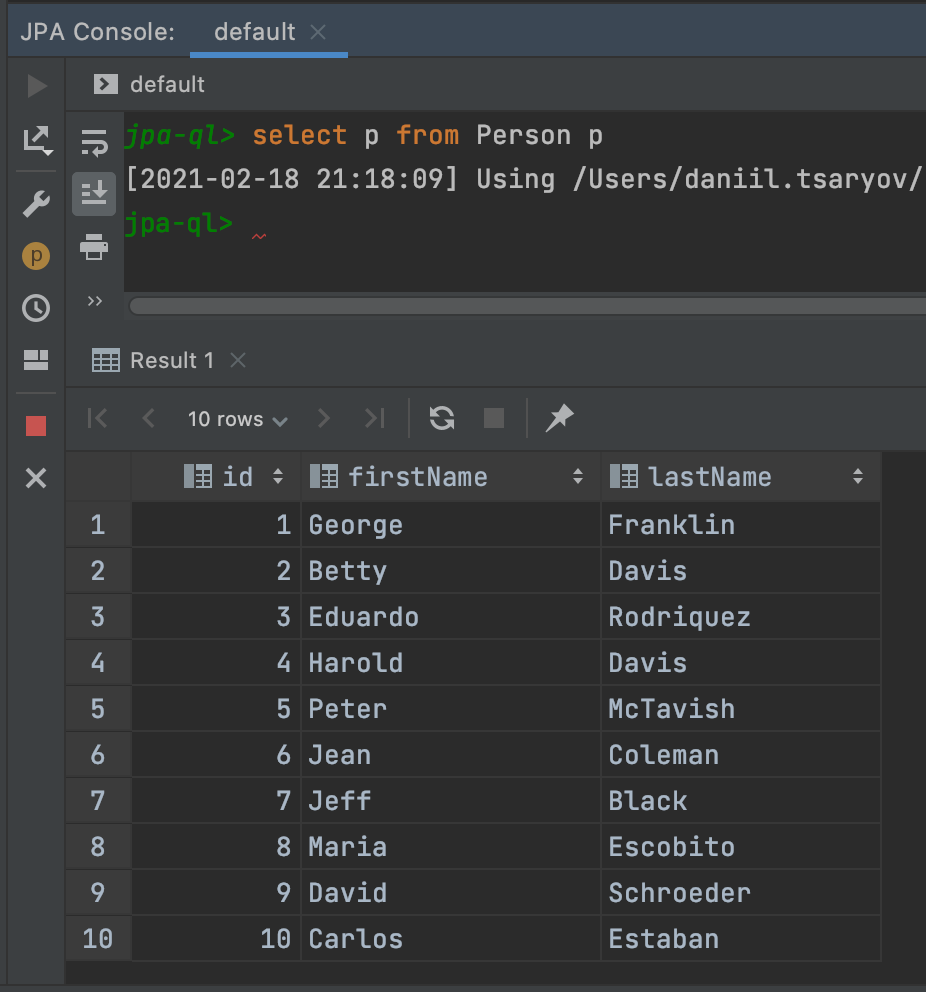 JPA Console: default
default
jpa-ql> select p from Person p
[2021-02-18 21:18:09] Using /Users/daniil.tsaryov/
jpa-ql>
p
Result 1
10 rows
id firstName lastName
1 1 George Franklin
2 2 Betty Davis
3 3 Eduardo Rodriquez
4 4 Harold Davis
5 5 Peter McTavish
6 6 Jean Coleman
7 7 Jeff Black
8 8 Maria Escobito
9 9 David Schroeder
10 10 Carlos Estaban